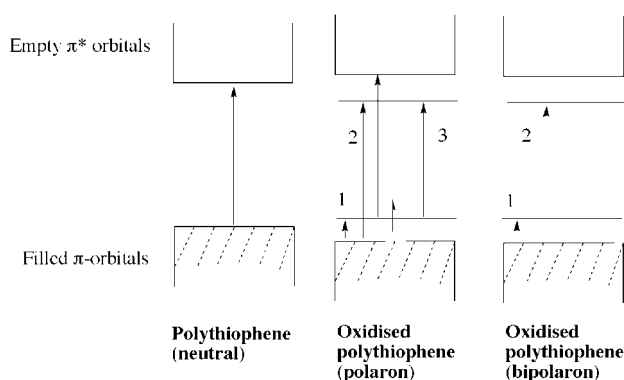 Empty π* orbitals
2
3
2
1
1
Filled π-orbitals
Polythiophene
(neutral)
Oxidised
polythiophene
(polaron)
Oxidised
polythiophene
(bipolaron)